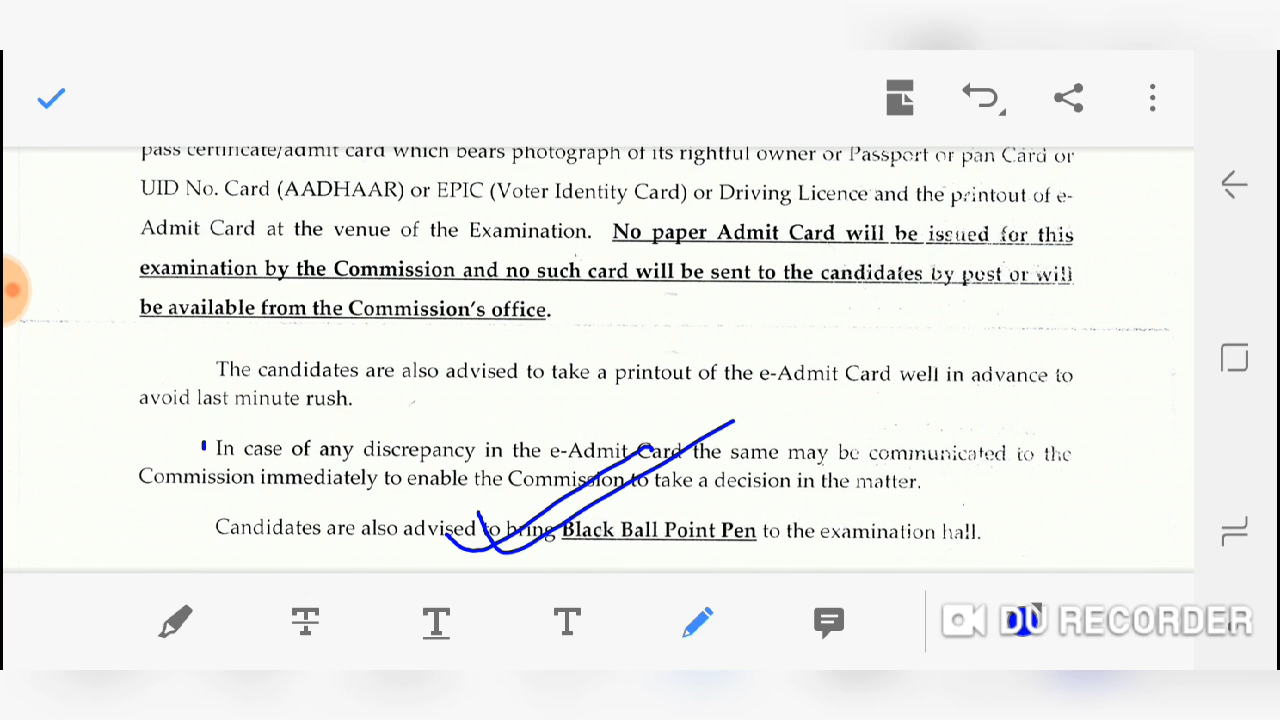 pass certificate/admit card which bears photograph of its rightful owner or Passport or pan Card or
UID No. Card (AADHAAR) or EPIC (Voter Identity Card) or Driving Licence and the printout of e-
Admit Card at the venue of the Examination. No paper Admit Card will be issued for this
examination by the Commission and no such card will be sent to the candidates by post or will
be available from the Commission's office.
The candidates are also advised to take a printout of the e-Admit Card well in advance to
avoid last minute rush.
In case of any discrepancy in the e-Admit Card the same may be communicated to the
Commission immediately to enable the Commission to take a decision in the matter.
Candidates are also advised to bring Black Ball Point Pen to the examination hall.
T T T
DU RECORDER